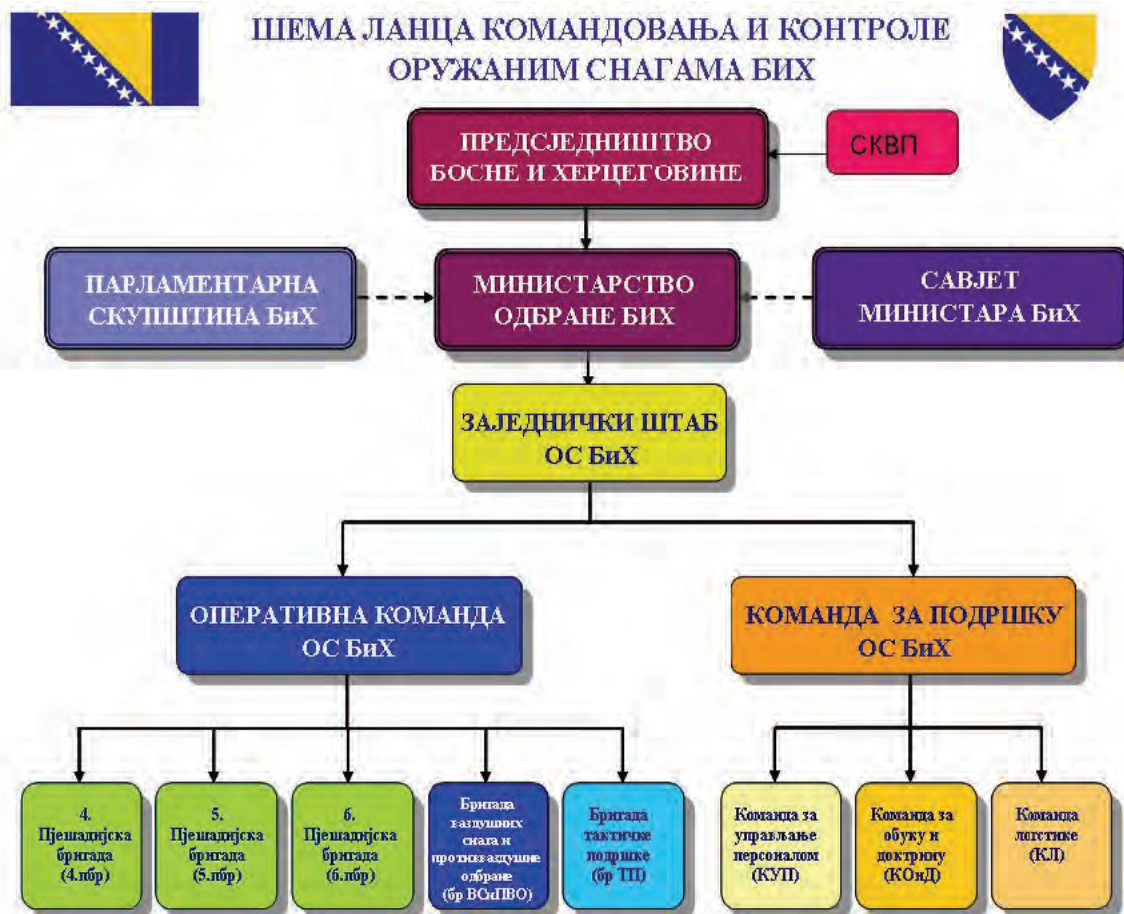 ШЕМА ЛАНЦА КОМАНДОВАЊА И КОНТРОЛЕ
ОРУЖАНИМ СНАГАМА БИХ
ПРЕДСЈЕДНИШТВО
БОСНЕ И ХЕРЦЕГОВИНЕ
СКВП
ПАРЛАМЕНТАРНА
СКУПШТИНА БиХ
МИНИСТАРСТВО
ОДБРАНЕ БИХ
САВЈЕТ
МИНИСТАРА БиХ
ЗАЈЕДНИЧКИ ШТАБ
ОС БиХ
ОПЕРАТИВНА КОМАНДА
ОС БиХ
КОМАНДА ЗА ПОДРШКУ
ОС БиХ
4.
Пјешадијска
бригада
(4.пбр)
5.
Пјешадијска
бригада
(5.пбр)
6.
Пјешадијска
бригада
(6.пбр)
Бригада
ваздушних
снага и
противваздушне
одбране
(бр ВСиПВО)
Бригада
тактичке
подршке
(бр ТП)
Команда за
управљање
персоналом
(КУП)
Команда за
обуку и
доктрину
(КОиД)
Команда
логстике
(КЛ)